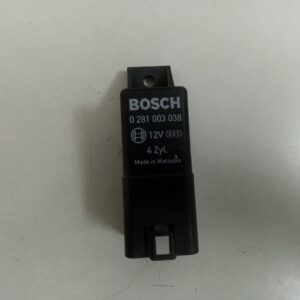 BOSCH
0 281 003 038
12V
4 Zyl.
Made in Malaysia